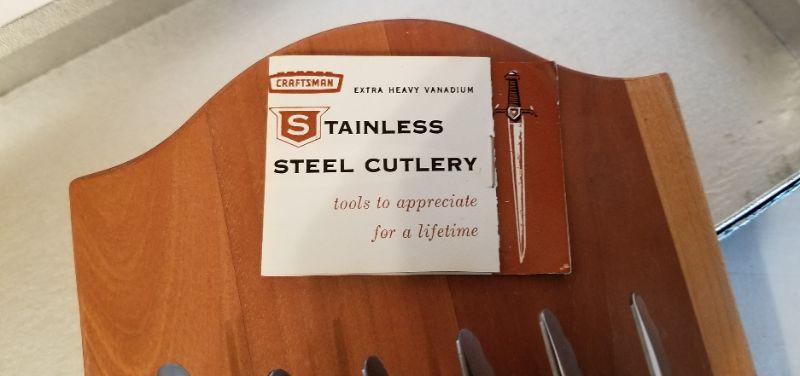 CRAFTSMAN EXTRA HEAVY VANADIUM
STAINLESS
STEEL CUTLERY
tools to appreciate
for a lifetime